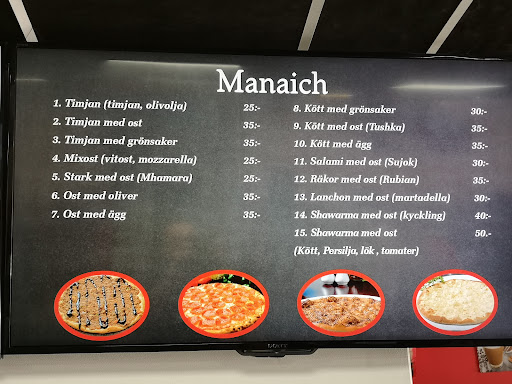 Manaich
1. Timjan (timjan, olivolja) 25:-
2. Timjan med ost 35:-
3. Timjan med grönsaker 35:-
4. Mixost (vitost, mozzarella) 25:-
5. Stark med ost (Mhamara) 25:-
6. Ost med oliver 35:-
7. Ost med ägg 35:-
8. Kött med grönsaker 30:-
9. Kött med ost (Tushka) 35:-
10. Kött med ägg 35:-
11. Salami med ost (Sujok) 30:-
12. Räkor med ost (Rubian) 35:-
13. Lanchon med ost (martadella) 30:-
14. Shawarma med ost (kyckling) 40:-
15. Shawarma med ost 50.-
(Kött, Persilja, lök , tomater)